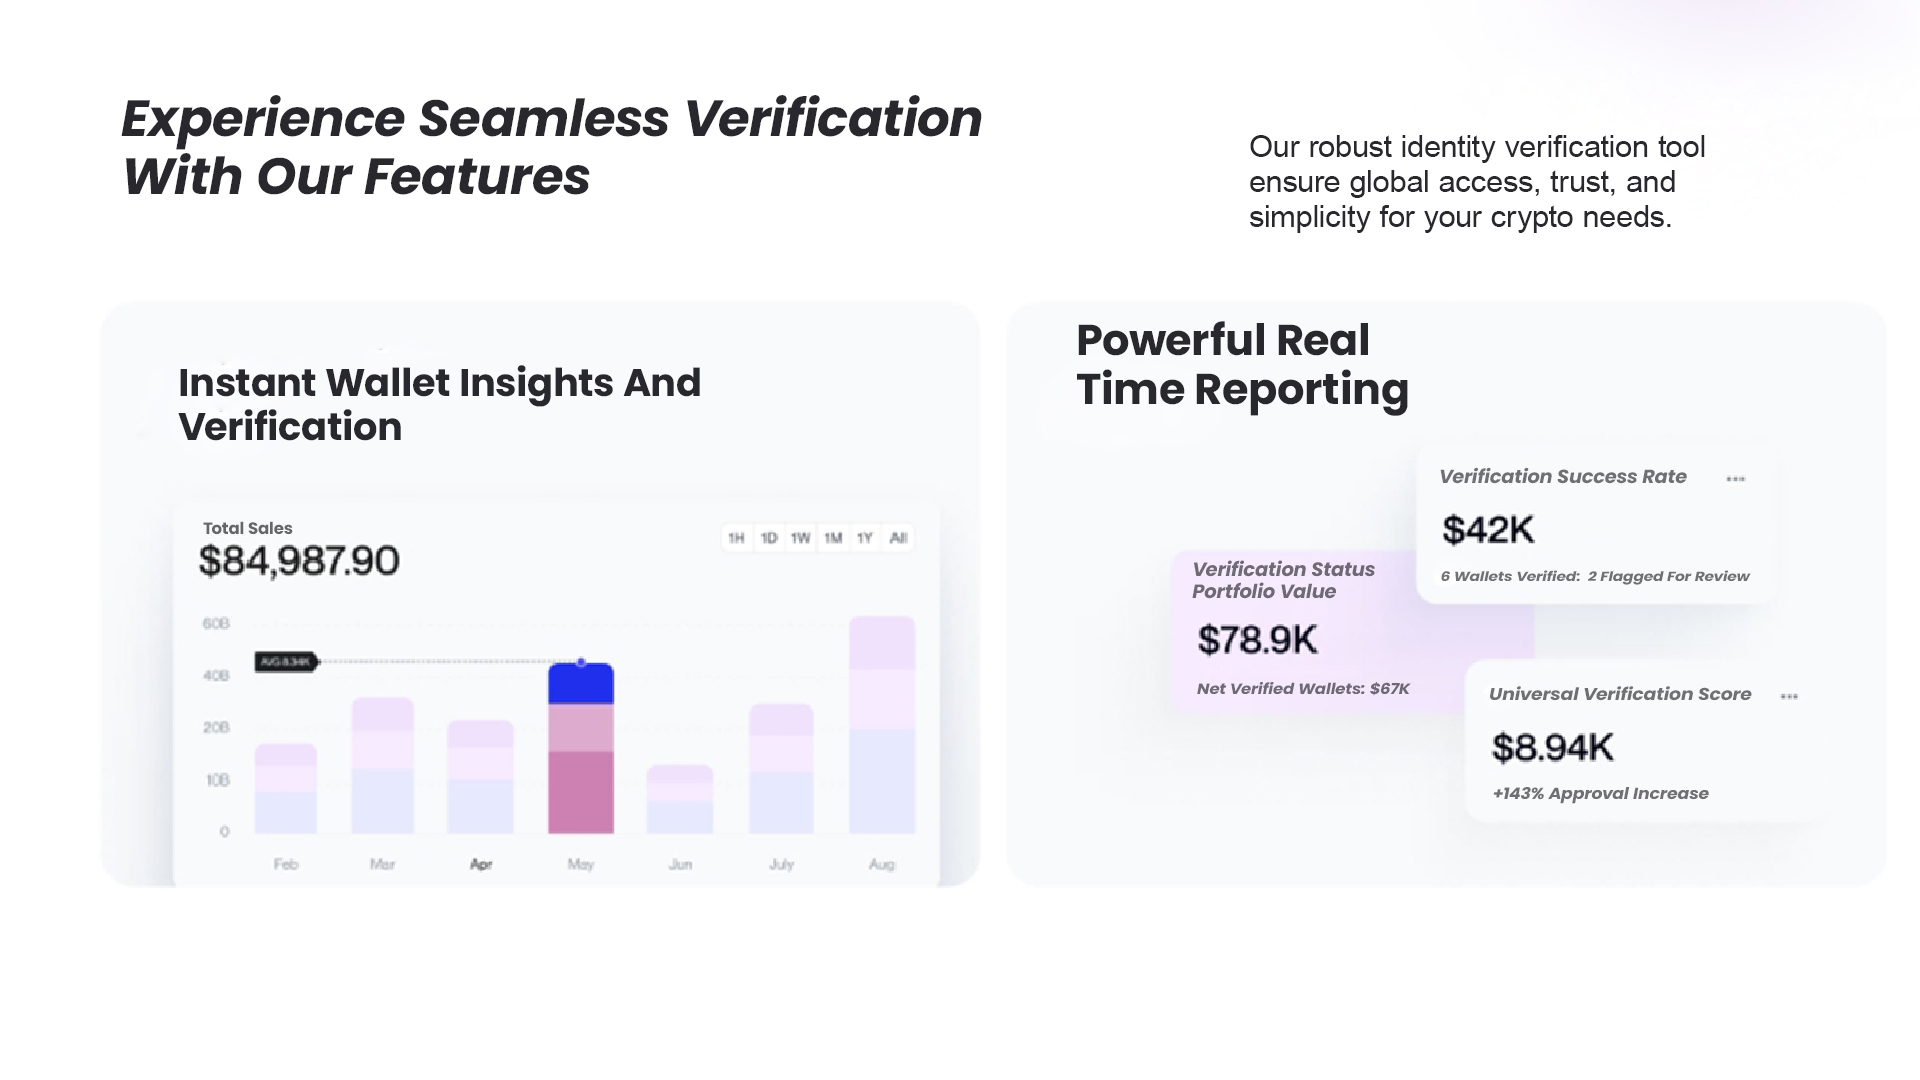 Experience Seamless Verification
With Our Features
Our robust identity verification tool
ensure global access, trust, and
simplicity for your crypto needs.
Instant Wallet Insights And
Verification
Total Sales
$84,987.90
1H 1D 1W 1M 1Y All
60B
40B
20B
10B
0
AVG 8.34K
Feb Mar Apr May Jun July Aug
Powerful Real
Time Reporting
Verification Success Rate
$42K
6 Wallets Verified: 2 Flagged For Review
Verification Status
Portfolio Value
$78.9K
Net Verified Wallets: $67K
Universal Verification Score
$8.94K
+143% Approval Increase